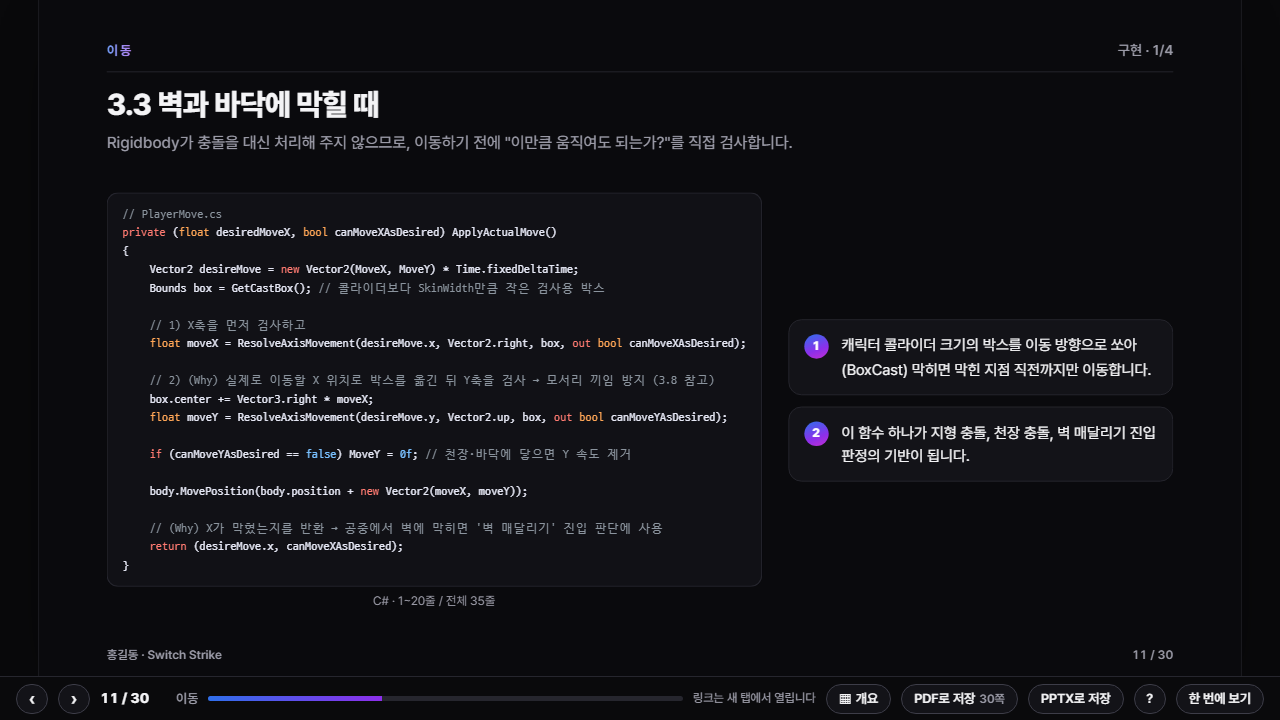 이동
구현 · 1/4
3.3 벽과 바닥에 막힐 때
Rigidbody가 충돌을 대신 처리해 주지 않으므로, 이동하기 전에 "이만큼 움직여도 되는가?"를 직접 검사합니다.
// PlayerMove.cs
private (float desiredMoveX, bool canMoveXAsDesired) ApplyActualMove()
{
    Vector2 desireMove = new Vector2(MoveX, MoveY) * Time.fixedDeltaTime;
    Bounds box = GetCastBox(); // 콜라이더보다 SkinWidth만큼 작은 검사용 박스
    // 1) X축을 먼저 검사하고
    float moveX = ResolveAxisMovement(desireMove.x, Vector2.right, box, out bool canMoveXAsDesired);
    // 2) (Why) 실제로 이동할 X 위치로 박스를 옮긴 뒤 Y축을 검사 → 모서리 끼임 방지 (3.8 참고)
    box.center += Vector3.right * moveX;
    float moveY = ResolveAxisMovement(desireMove.y, Vector2.up, box, out bool canMoveYAsDesired);
    if (canMoveYAsDesired == false) MoveY = 0f; // 천장·바닥에 닿으면 Y 속도 제거
    body.MovePosition(body.position + new Vector2(moveX, moveY));
    // (Why) X가 막혔는지를 반환 → 공중에서 벽에 막히면 '벽 매달리기' 진입 판단에 사용
    return (desireMove.x, canMoveXAsDesired);
}
C# · 1~20줄 / 전체 35줄
1 캐릭터 콜라이더 크기의 박스를 이동 방향으로 쏘아
(BoxCast) 막히면 막힌 지점 직전까지만 이동합니다.
2 이 함수 하나가 지형 충돌, 천장 충돌, 벽 매달리기 진입
판정의 기반이 됩니다.
홍길동 · Switch Strike
11 / 30
‹ › 11 / 30 이동 링크는 새 탭에서 열립니다 ▦ 개요 PDF로 저장 30쪽 PPTX로 저장 ? 한 번에 보기